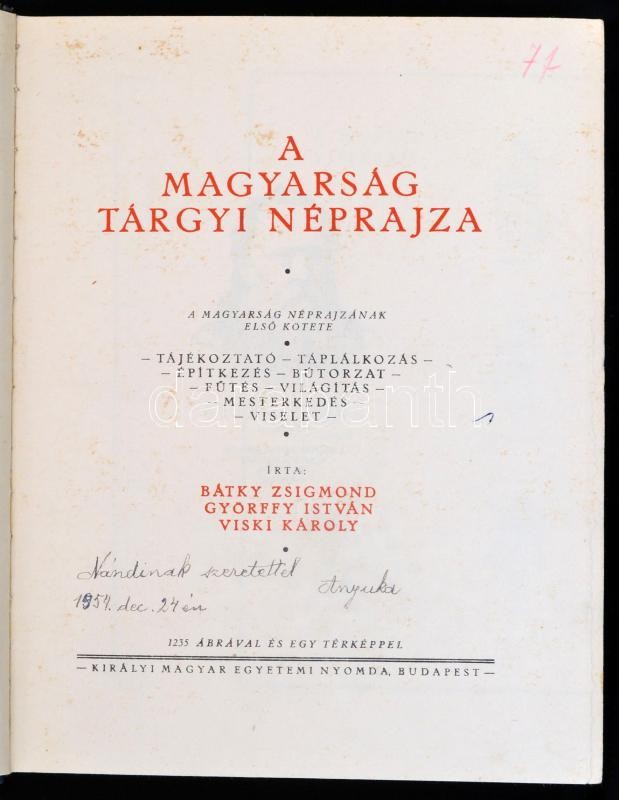 77
A
MAGYARSÁG
TÁRGYI NÉPRAJZA
A MAGYARSÁG NÉPRAJZÁNAK
ELSŐ KÖTETE
– TÁJÉKOZTATÓ – TÁPLÁLKOZÁS –
– ÉPÍTKEZÉS – BÚTORZAT –
– FŰTÉS – VILÁGÍTÁS –
– MESTERKEDÉS –
– VISELET –
darabanth
ÍRTA:
BÁTKY ZSIGMOND
GYÖRFFY ISTVÁN
VISKI KÁROLY
Nándinak szeretettel
Anyuka
1954. dec. 24 én
1235 ÁBRÁVAL ÉS EGY TÉRKÉPPEL
– KIRÁLYI MAGYAR EGYETEMI NYOMDA, BUDAPEST –